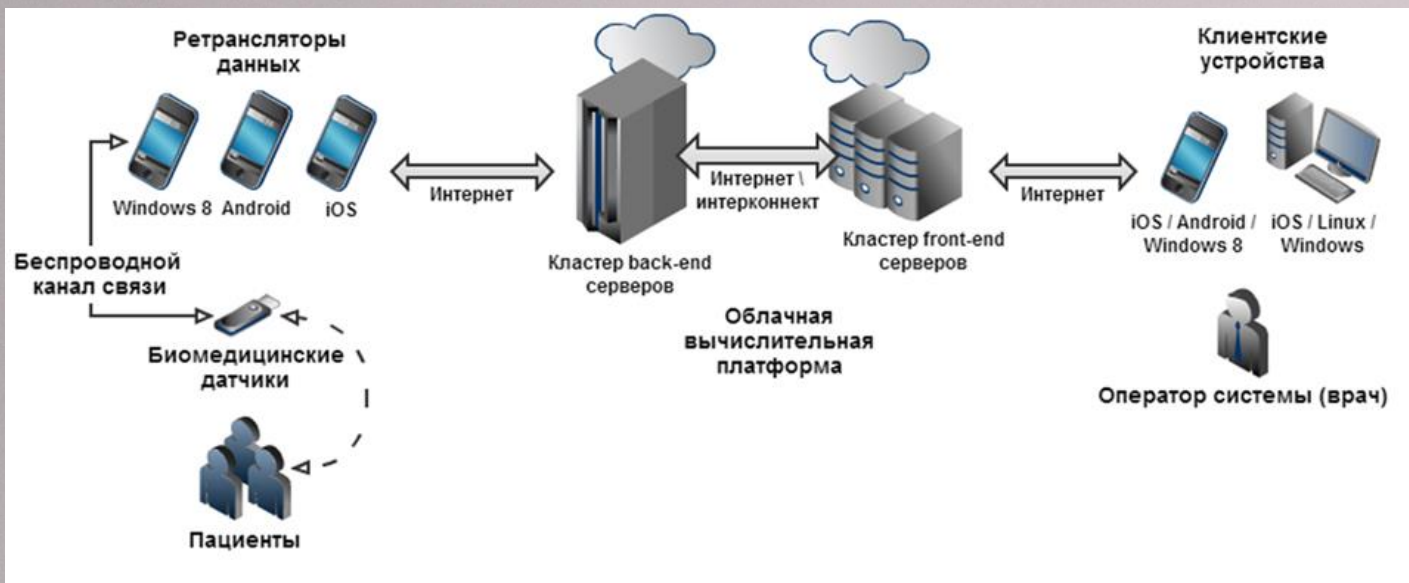 Ретрансляторы
данных
Windows 8
Android
iOS
Беспроводной
канал связи
Биомедицинские
датчики
Пациенты
Интернет
Кластер back-end
серверов
Интернет \
интерконнект
Кластер front-end
серверов
Облачная
вычислительная
платформа
Интернет
Клиентские
устройства
iOS / Android /
Windows 8
iOS / Linux /
Windows
Оператор системы (врач)